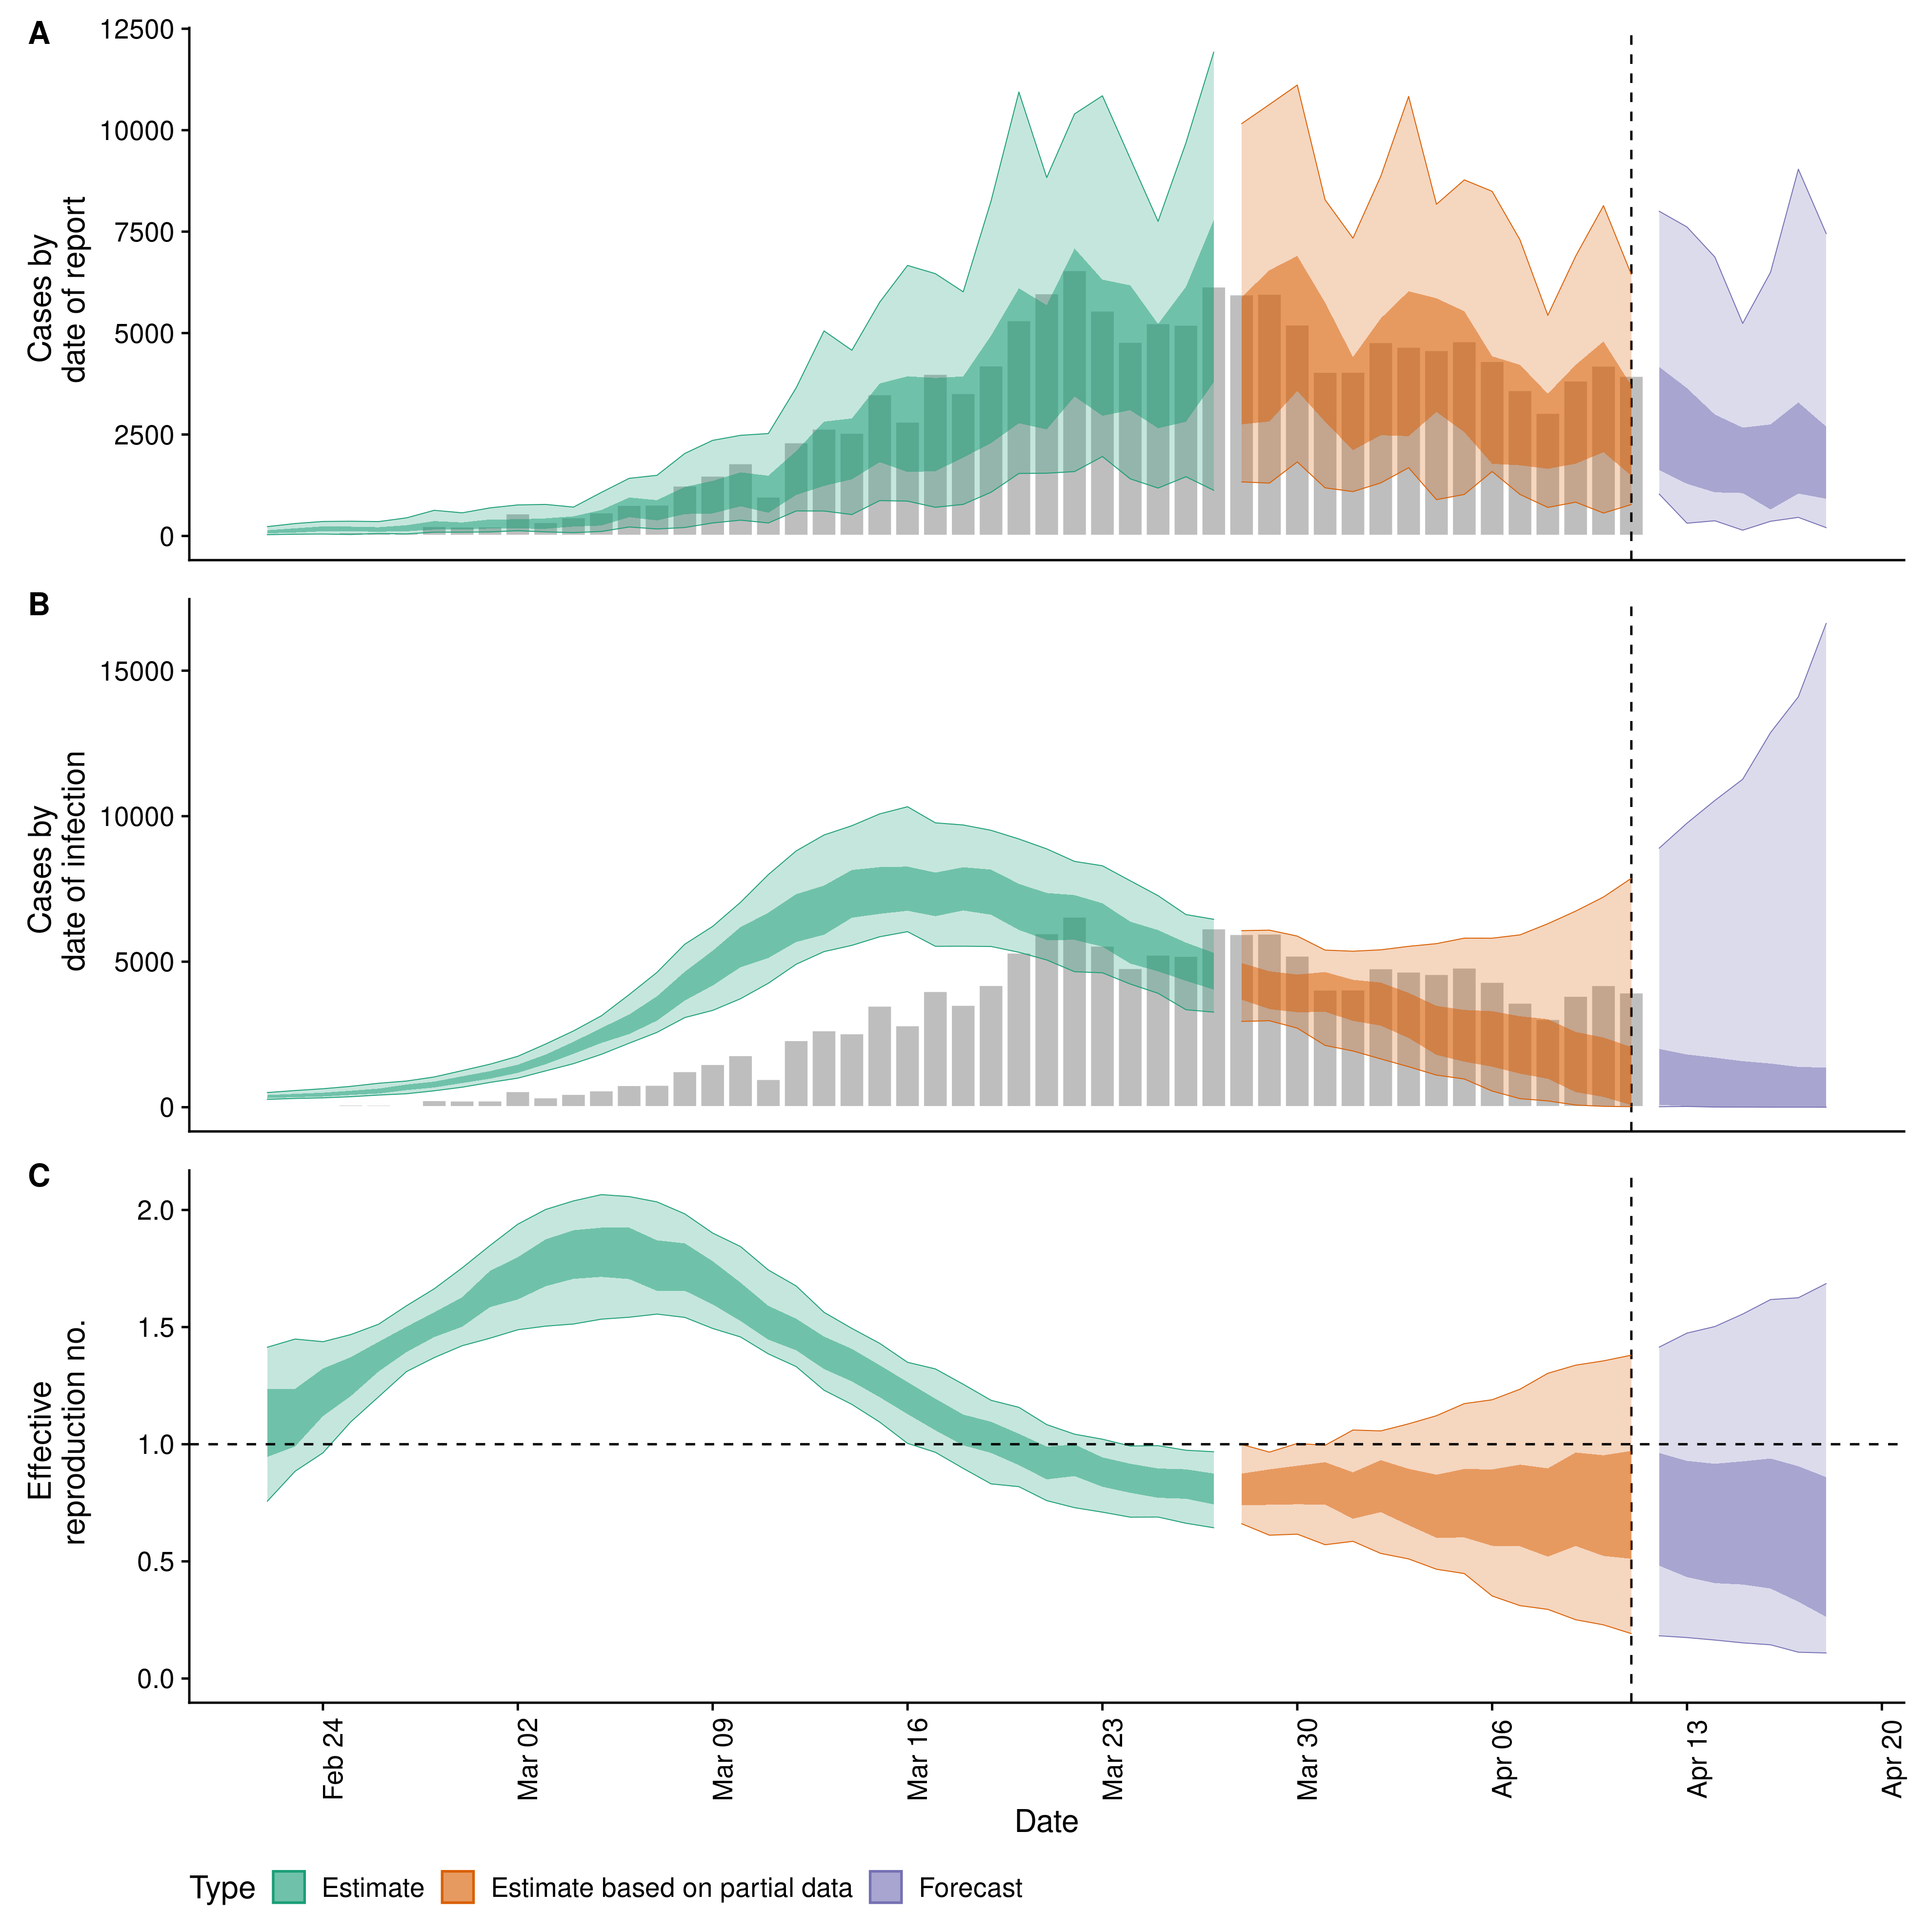 A
12500
10000
7500
5000
2500
0
Cases by
date of report
B
15000
10000
5000
0
Cases by
date of infection
C
2.0
1.5
1.0
0.5
0.0
Effective
reproduction no.
Feb 24
Mar 02
Mar 09
Mar 16
Mar 23
Mar 30
Apr 06
Apr 13
Apr 20
Date
Type Estimate Estimate based on partial data Forecast